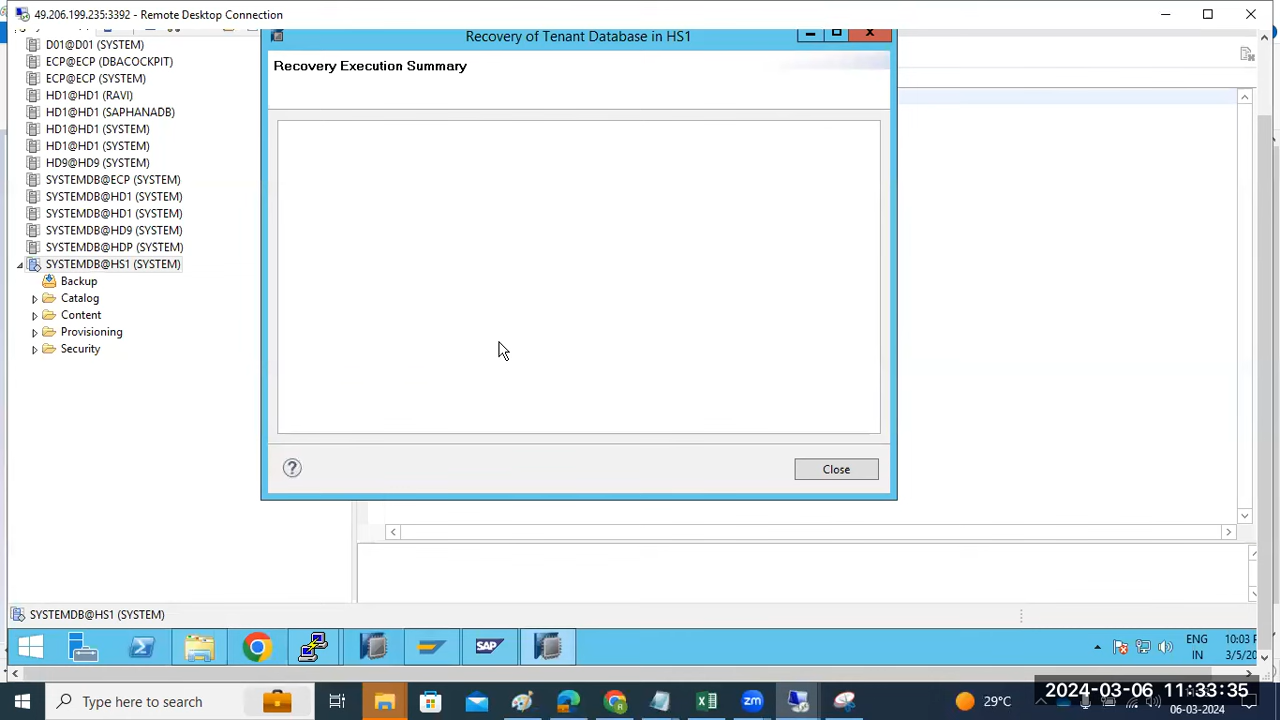 49.206.199.235:3392 - Remote Desktop Connection
D01@D01 (SYSTEM)
ECP@ECP (DBACOCKPIT)
ECP@ECP (SYSTEM)
HD1@HD1 (RAVI)
HD1@HD1 (SAPHANADB)
HD1@HD1 (SYSTEM)
HD1@HD1 (SYSTEM)
HD9@HD9 (SYSTEM)
SYSTEMDB@ECP (SYSTEM)
SYSTEMDB@HD1 (SYSTEM)
SYSTEMDB@HD1 (SYSTEM)
SYSTEMDB@HD9 (SYSTEM)
SYSTEMDB@HDP (SYSTEM)
SYSTEMDB@HS1 (SYSTEM)
Backup
Catalog
Content
Provisioning
Security
Recovery of Tenant Database in HS1
Recovery Execution Summary
?
Close
SYSTEMDB@HS1 (SYSTEM)
SAP
ENG
IN
10:03 P
3/5/20
Type here to search
zm
29°C
2024-03-06 11:33:35
06-03-2024